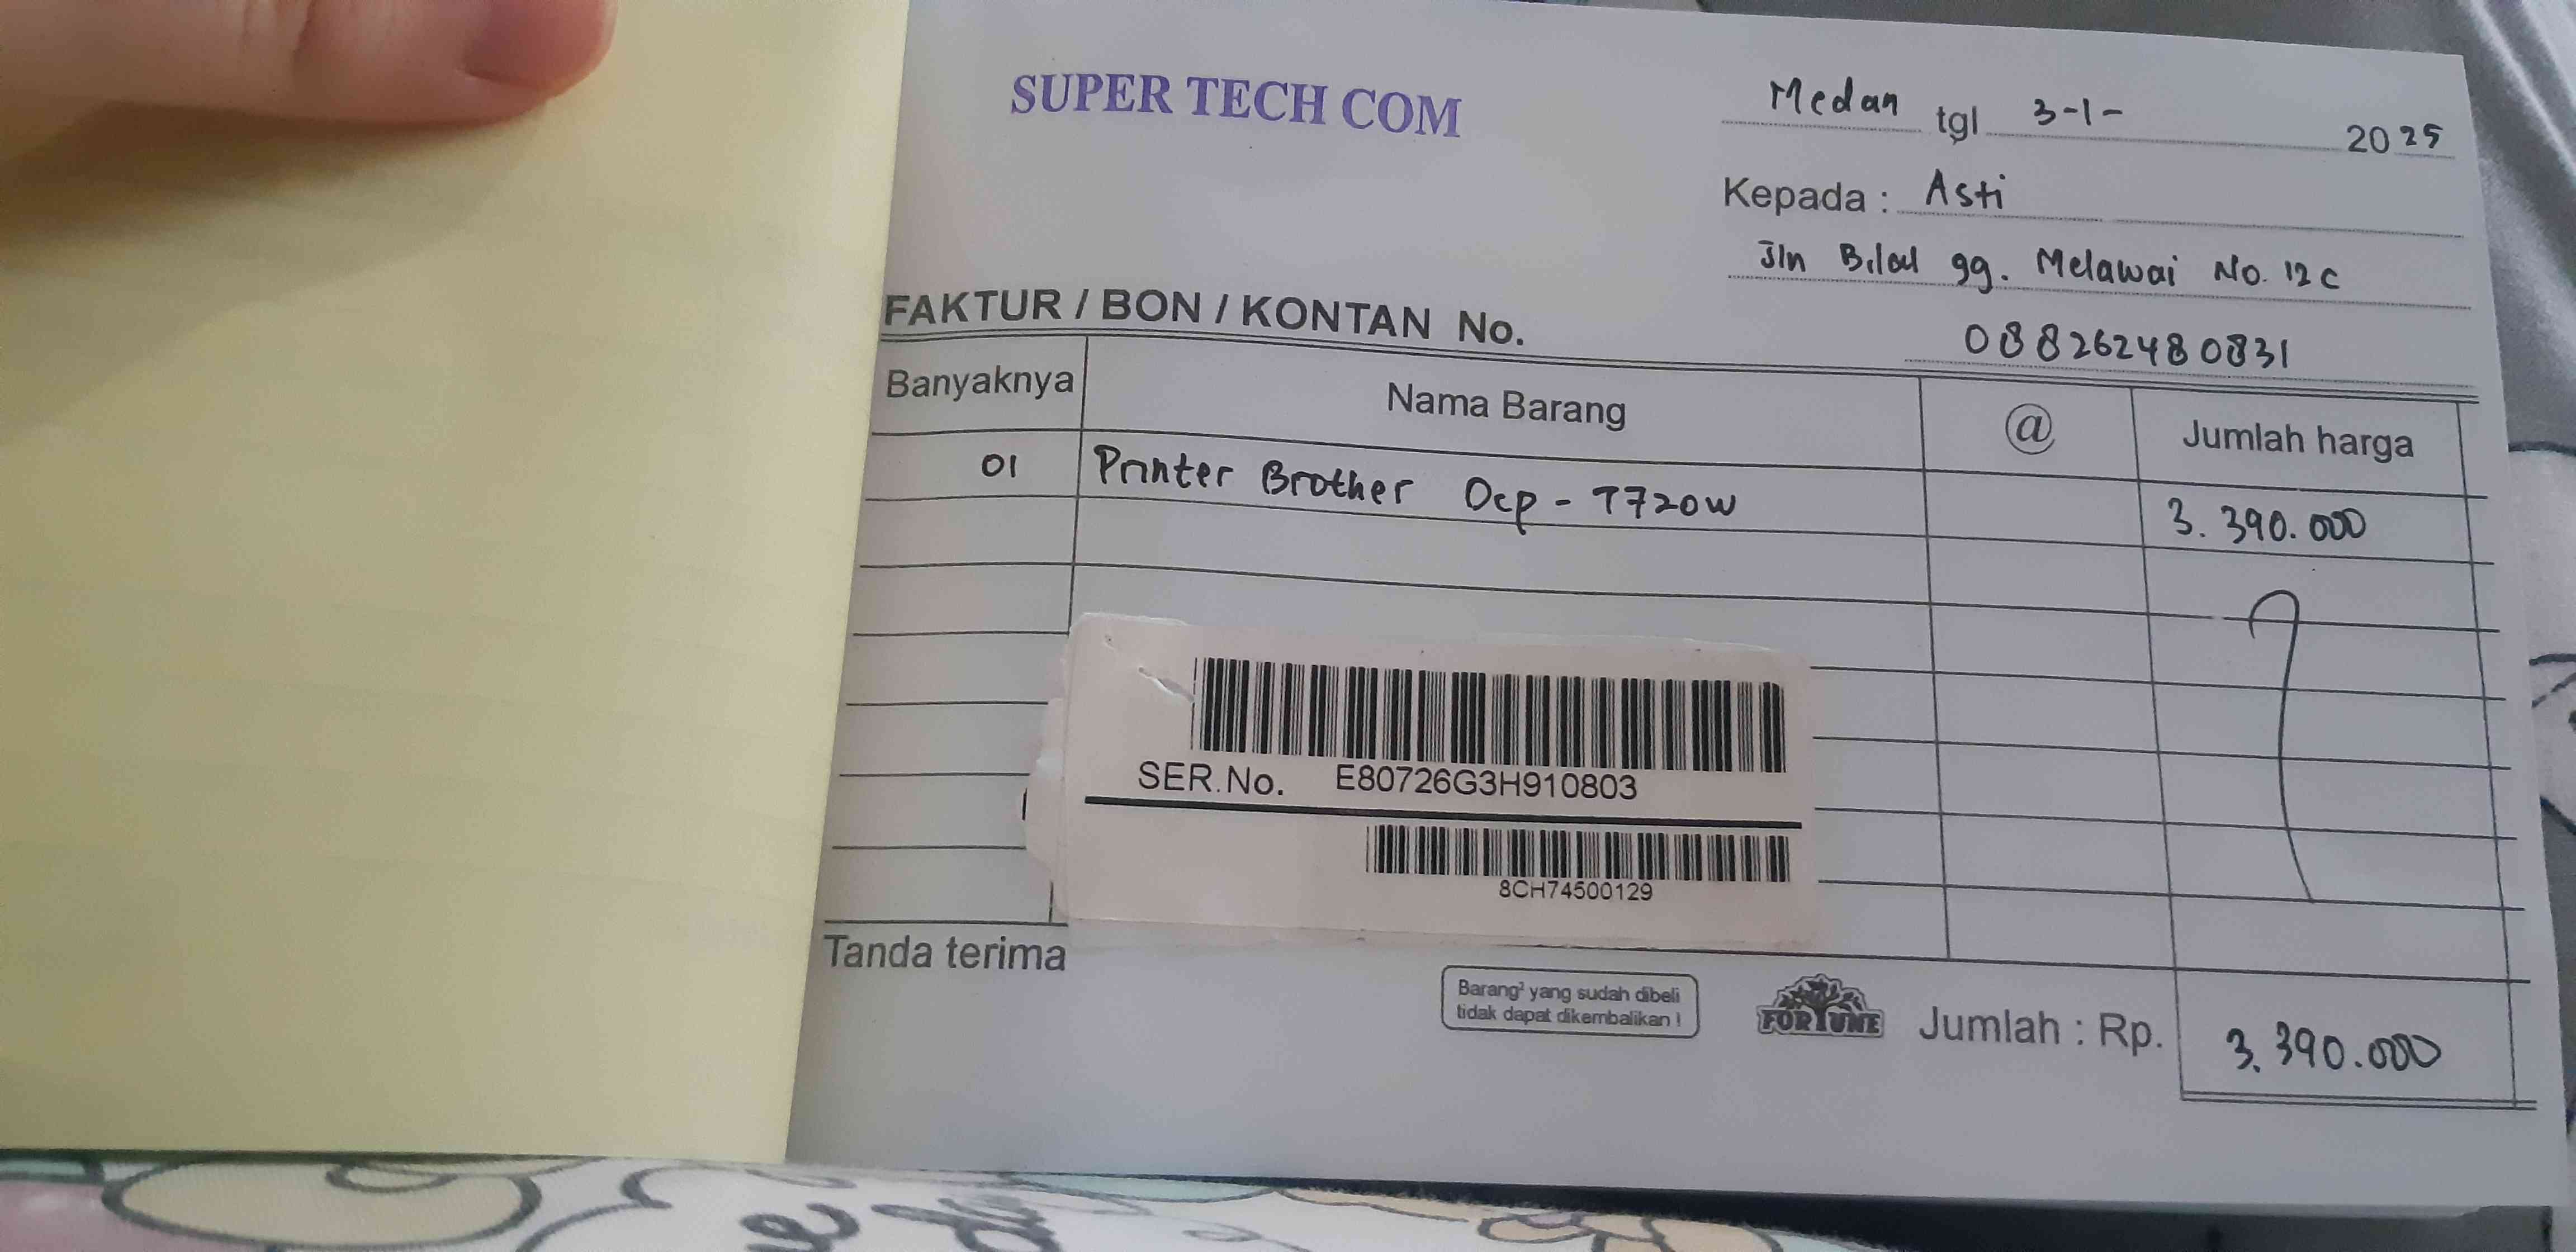 SUPER TECH COM
Medan tgl 3-1- 2025
Kepada : Asti
Jln Bilal gg. Melawai No. 12 C
088262480831
FAKTUR / BON / KONTAN No.
Banyaknya Nama Barang @ Jumlah harga
01 Printer Brother Dcp - T720W 3.390.000
SER.No. E80726G3H910803
8CH74500129
Tanda terima
Barang² yang sudah dibeli
tidak dapat dikembalikan !
FORTUNE
Jumlah : Rp. 3.390.000